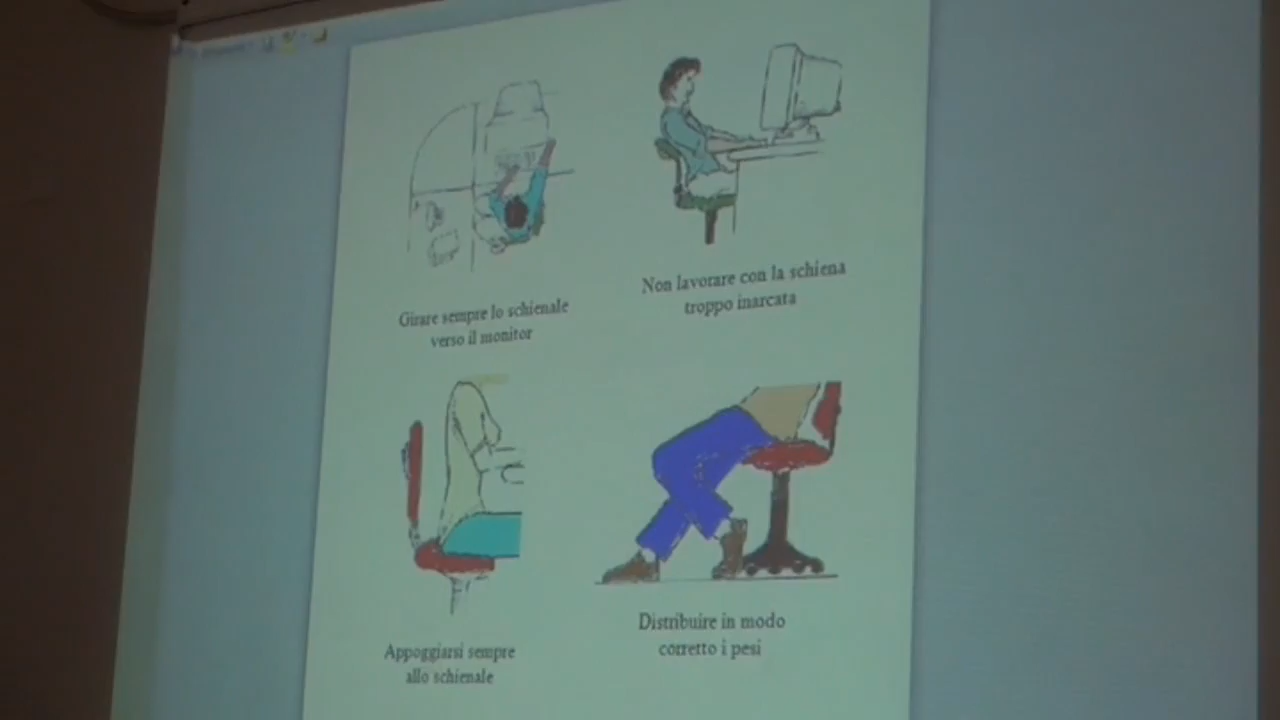 Girare sempre lo schienale
verso il monitor
Non lavorare con la schiena
troppo inarcata
Appoggiarsi sempre
allo schienale
Distribuire in modo
corretto i pesi